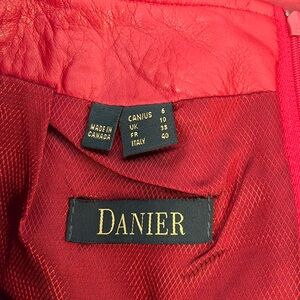 MADE IN
CANADA
CAN/US 6
UK 10
FR 38
ITALY 40
DANIER